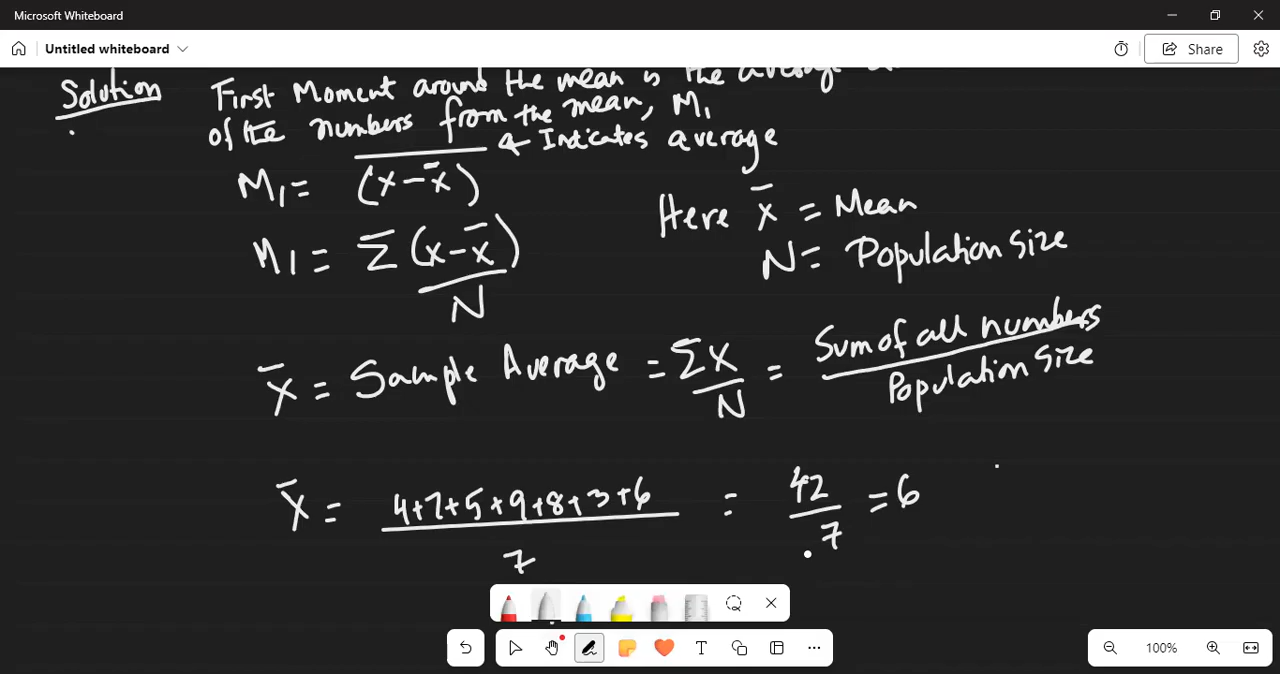 Microsoft Whiteboard
Untitled whiteboard
Share
Solution
First Moment around the mean is the average
of the numbers from the mean, M₁
← Indicates average
M₁ = \overline{(x - x̄)}
Here x̄ = Mean
M₁ = Σ(x - x̄)/N
N = Population Size
x̄ = Sample Average = Σx/N = Sum of all numbers/Population Size
x̄ = 4+7+5+9+8+3+6/7 = 42/7 = 6
100%